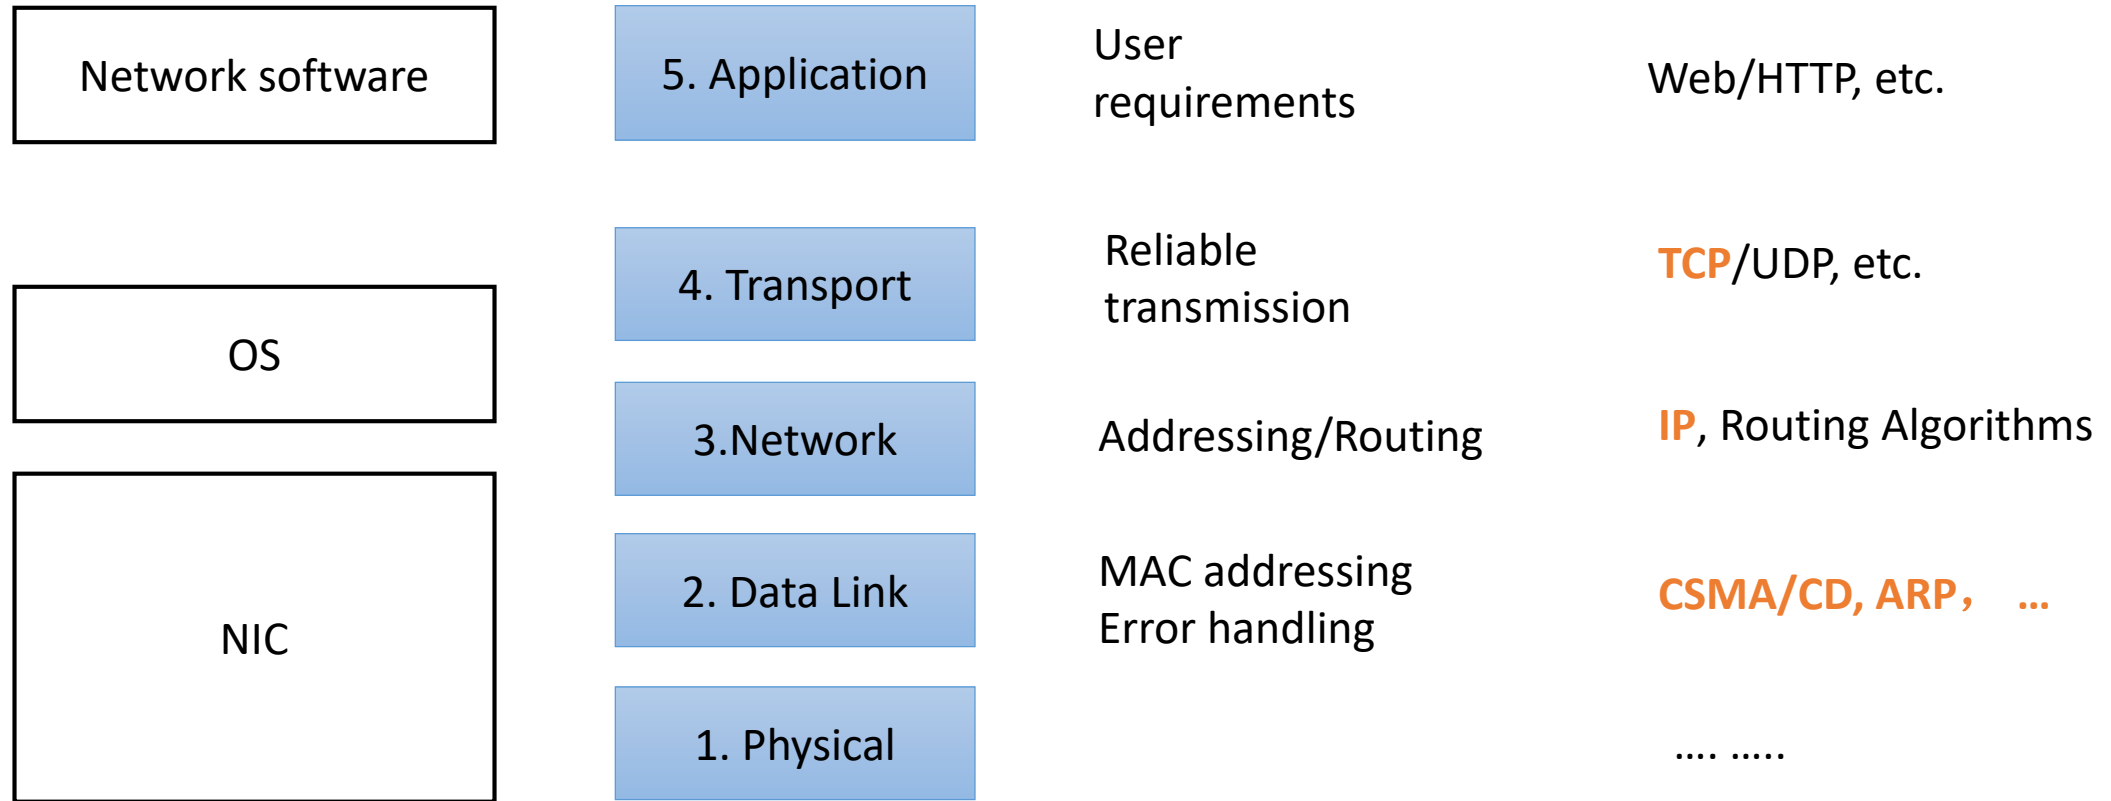 Network software
5. Application
User
requirements
Web/HTTP, etc.
OS
4. Transport
Reliable
transmission
TCP/UDP, etc.
3.Network
Addressing/Routing
IP, Routing Algorithms
NIC
2. Data Link
MAC addressing
Error handling
CSMA/CD, ARP， …
1. Physical
…. …..